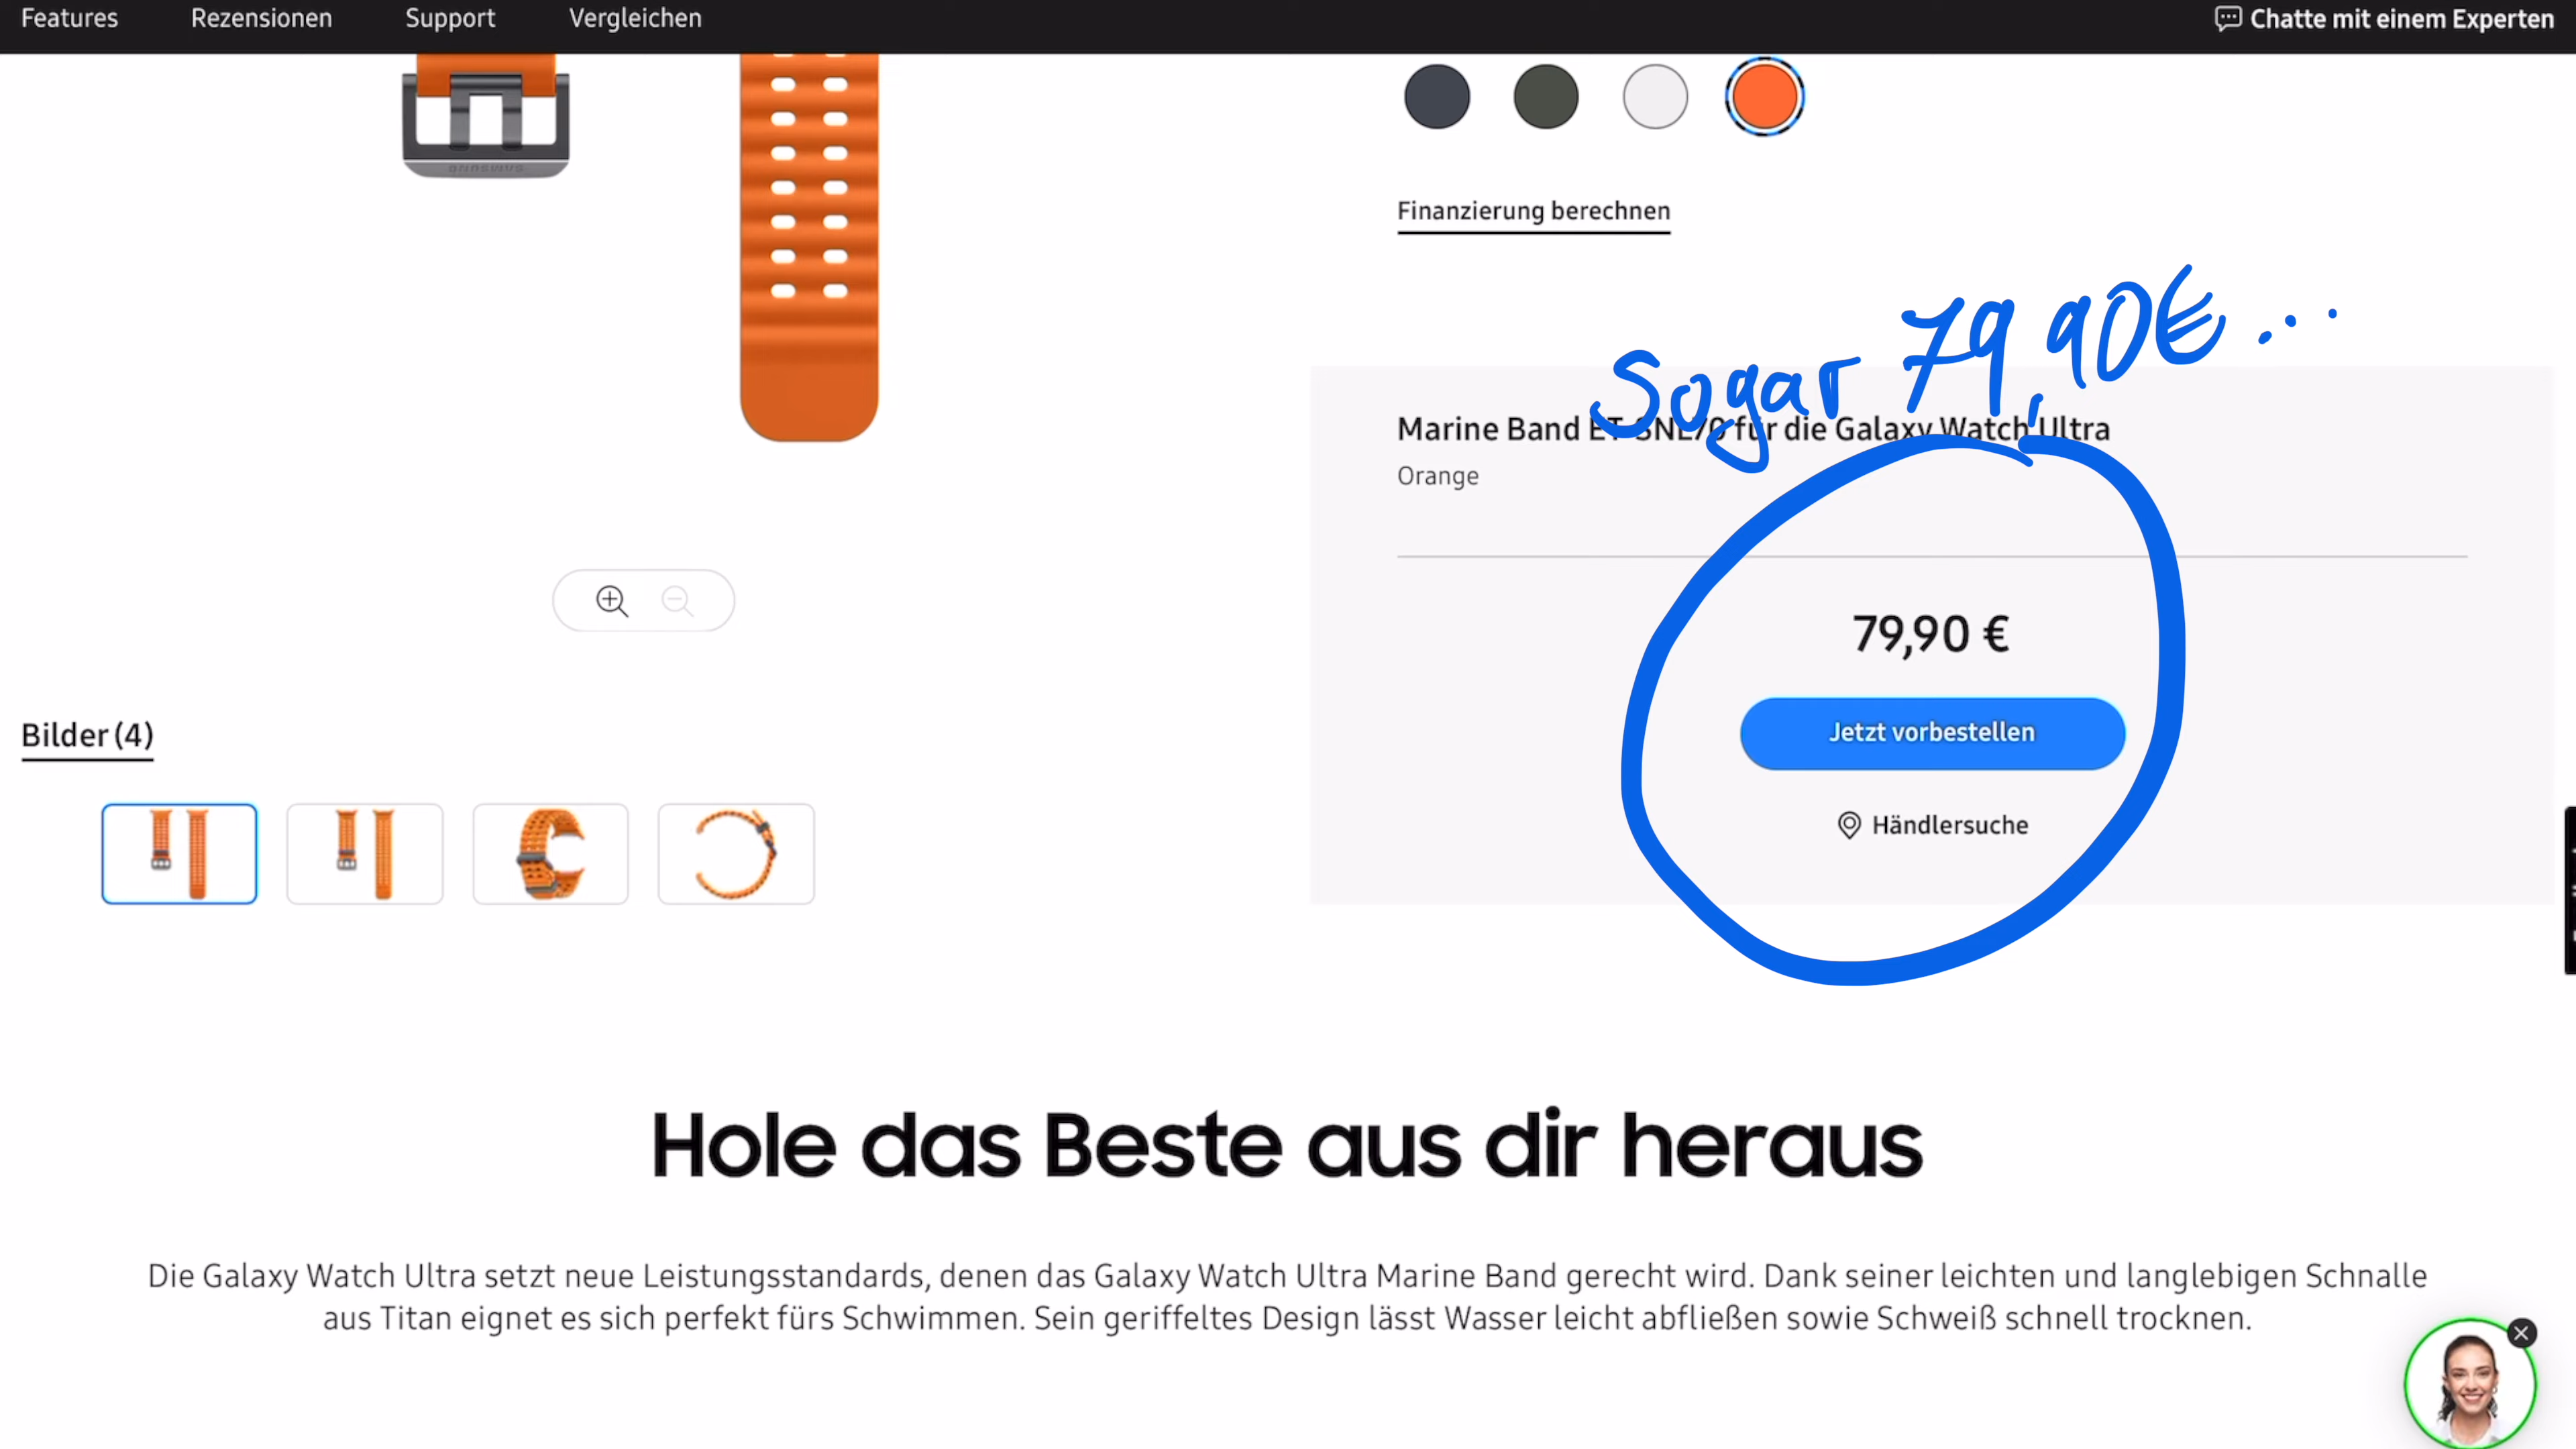 Features Rezensionen Support Vergleichen Chatte mit einem Experten
SAMSUNG
Finanzierung berechnen
Sogar 79,90€...
Marine Band ET-SNL70 für die Galaxy Watch Ultra
Orange
79,90 €
Jetzt vorbestellen
Händlersuche
Bilder (4)
Hole das Beste aus dir heraus
Die Galaxy Watch Ultra setzt neue Leistungsstandards, denen das Galaxy Watch Ultra Marine Band gerecht wird. Dank seiner leichten und langlebigen Schnalle
aus Titan eignet es sich perfekt fürs Schwimmen. Sein geriffeltes Design lässt Wasser leicht abfließen sowie Schweiß schnell trocknen.